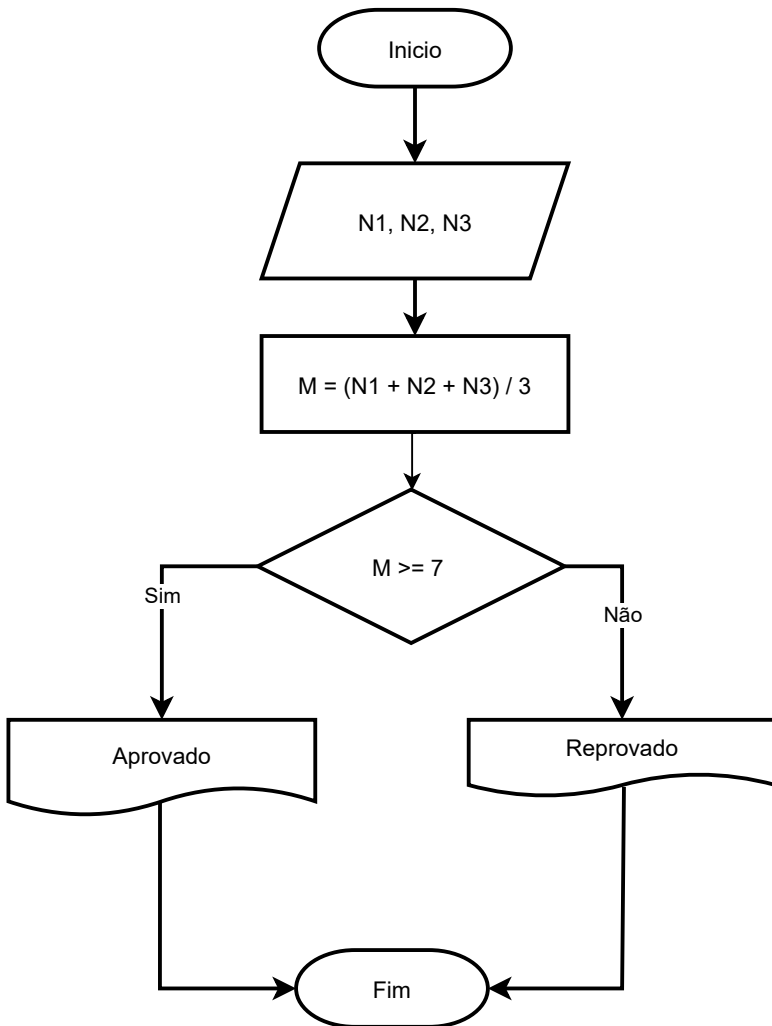 Inicio
N1, N2, N3
M = (N1 + N2 + N3) / 3
M >= 7
Sim
Não
Aprovado
Reprovado
Fim